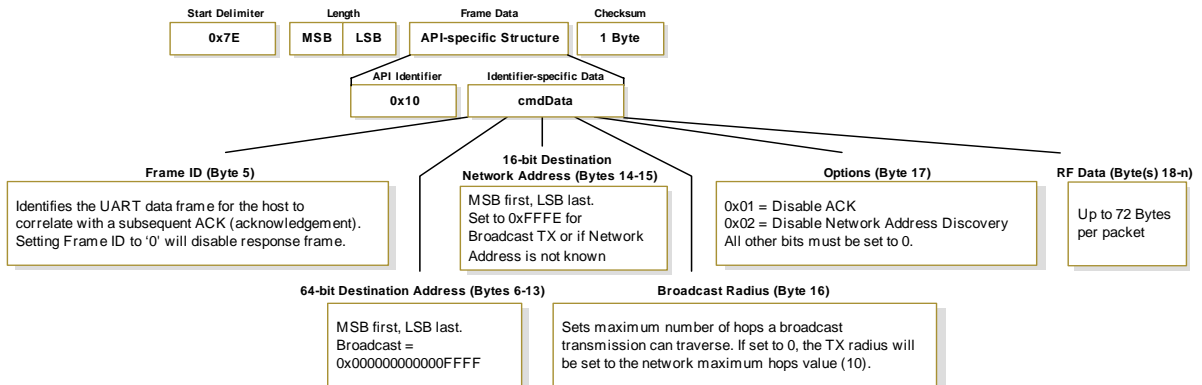 Start Delimiter
Length
Frame Data
Checksum
0x7E
MSB
LSB
API-specific Structure
1 Byte
API Identifier
Identifier-specific Data
0x10
cmdData
Frame ID (Byte 5)
Identifies the UART data frame for the host to
correlate with a subsequent ACK (acknowledgement).
Setting Frame ID to ‘0’ will disable response frame.
16-bit Destination
Network Address (Bytes 14-15)
MSB first, LSB last.
Set to 0xFFFE for
Broadcast TX or if Network
Address is not known
Options (Byte 17)
0x01 = Disable ACK
0x02 = Disable Network Address Discovery
All other bits must be set to 0.
RF Data (Byte(s) 18-n)
Up to 72 Bytes
per packet
64-bit Destination Address (Bytes 6-13)
MSB first, LSB last.
Broadcast =
0x000000000000FFFF
Broadcast Radius (Byte 16)
Sets maximum number of hops a broadcast
transmission can traverse. If set to 0, the TX radius will
be set to the network maximum hops value (10).